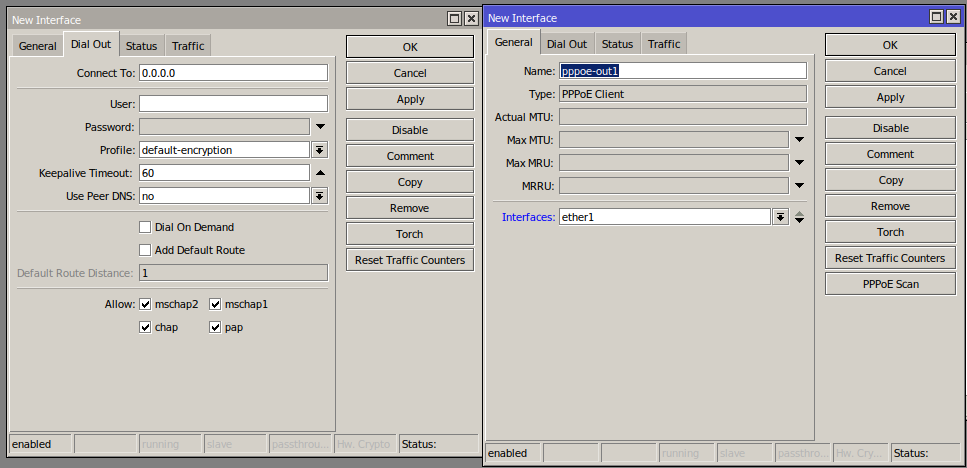 New Interface
General Dial Out Status Traffic
Connect To: 0.0.0.0
User:
Password:
Profile: default-encryption
Keepalive Timeout: 60
Use Peer DNS: no
Dial On Demand
Add Default Route
Default Route Distance: 1
Allow: mschap2 mschap1
chap pap
OK
Cancel
Apply
Disable
Comment
Copy
Remove
Torch
Reset Traffic Counters
enabled running slave passthrou... Hw. Crypto Status:
New Interface
General Dial Out Status Traffic
Name: pppoe-out1
Type: PPPoE Client
Actual MTU:
Max MTU:
Max MRU:
MRRU:
Interfaces: ether1
OK
Cancel
Apply
Disable
Comment
Copy
Remove
Torch
Reset Traffic Counters
PPPoE Scan
enabled running slave passthro... Hw. Cry... Status: